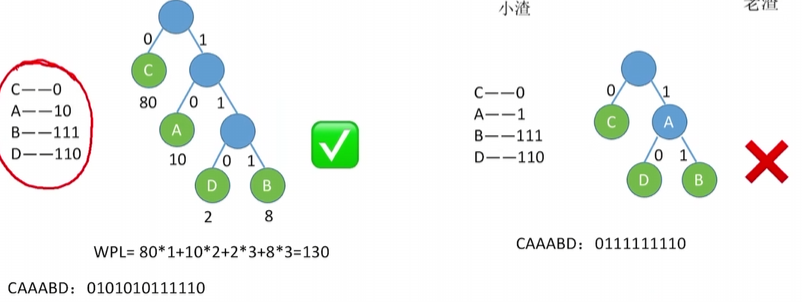 小渣
老渣
0 1
C
80
0 1
A
10
0 1
D B
2 8
C——0
A——10
B——111
D——110
WPL= 80*1+10*2+2*3+8*3=130
CAAABD：0101010111110
C——0
A——1
B——111
D——110
0 1
C A
0 1
D B
CAAABD：0111111110